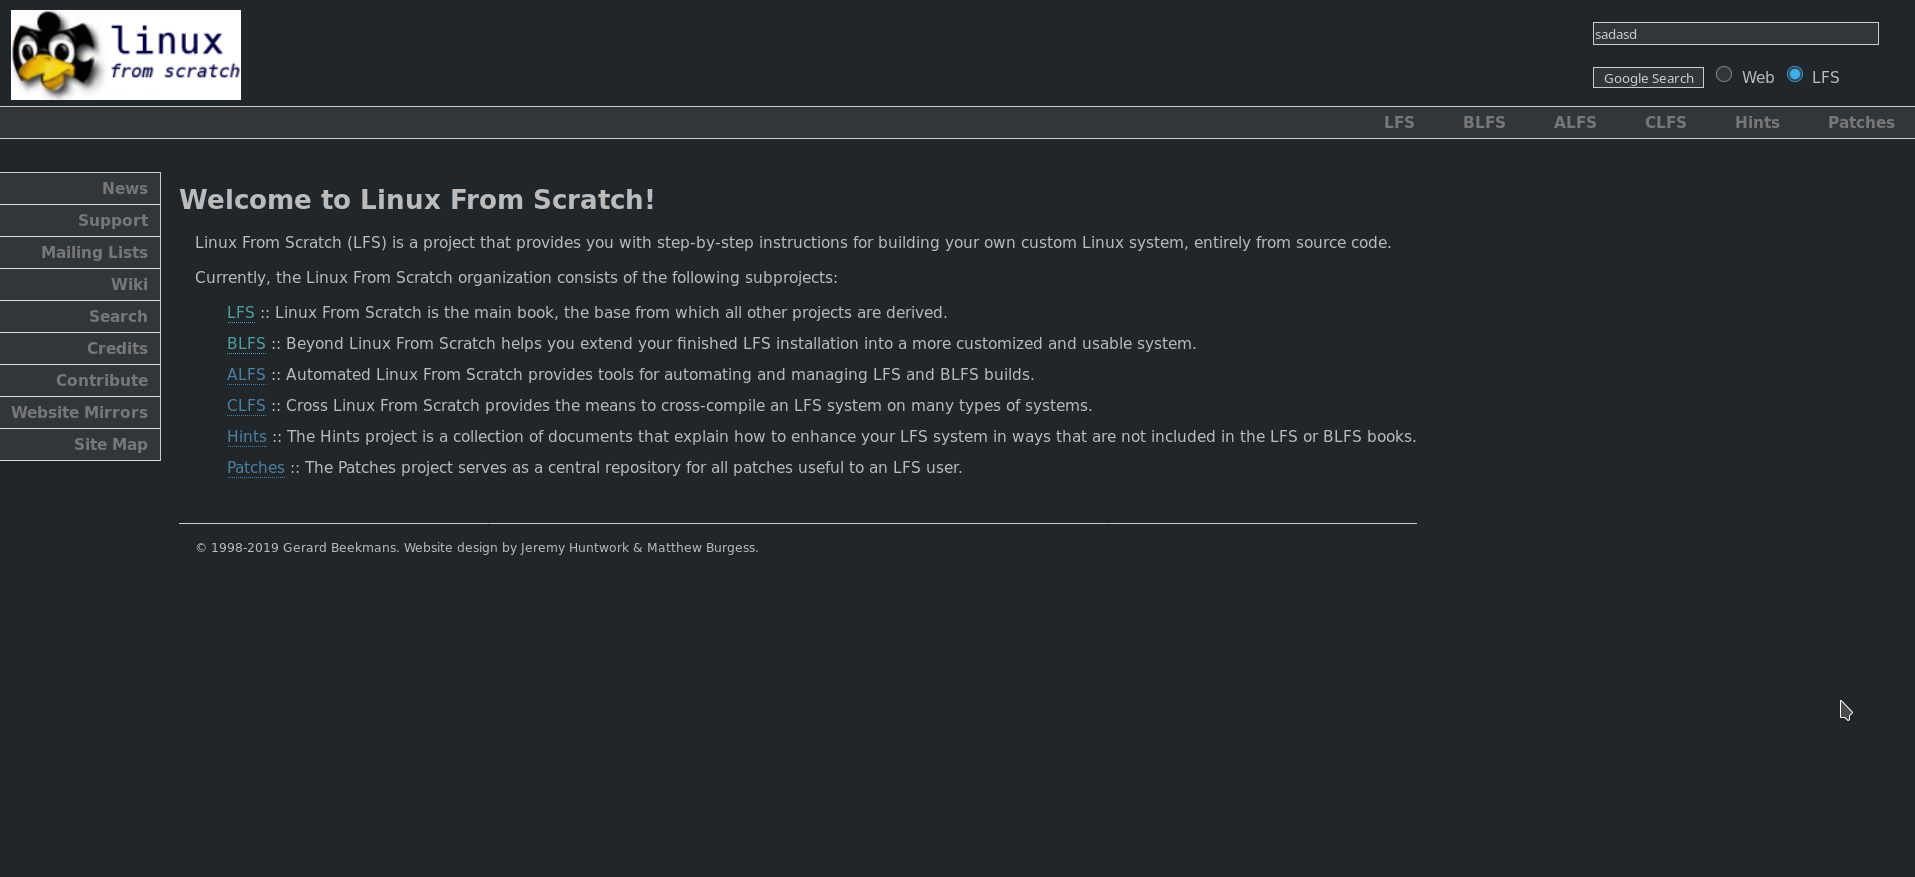 linux
from scratch
sadasd
Google Search Web LFS
LFS BLFS ALFS CLFS Hints Patches
News
Support
Mailing Lists
Wiki
Search
Credits
Contribute
Website Mirrors
Site Map
Welcome to Linux From Scratch!
Linux From Scratch (LFS) is a project that provides you with step-by-step instructions for building your own custom Linux system, entirely from source code.
Currently, the Linux From Scratch organization consists of the following subprojects:
LFS :: Linux From Scratch is the main book, the base from which all other projects are derived.
BLFS :: Beyond Linux From Scratch helps you extend your finished LFS installation into a more customized and usable system.
ALFS :: Automated Linux From Scratch provides tools for automating and managing LFS and BLFS builds.
CLFS :: Cross Linux From Scratch provides the means to cross-compile an LFS system on many types of systems.
Hints :: The Hints project is a collection of documents that explain how to enhance your LFS system in ways that are not included in the LFS or BLFS books.
Patches :: The Patches project serves as a central repository for all patches useful to an LFS user.
© 1998-2019 Gerard Beekmans. Website design by Jeremy Huntwork & Matthew Burgess.